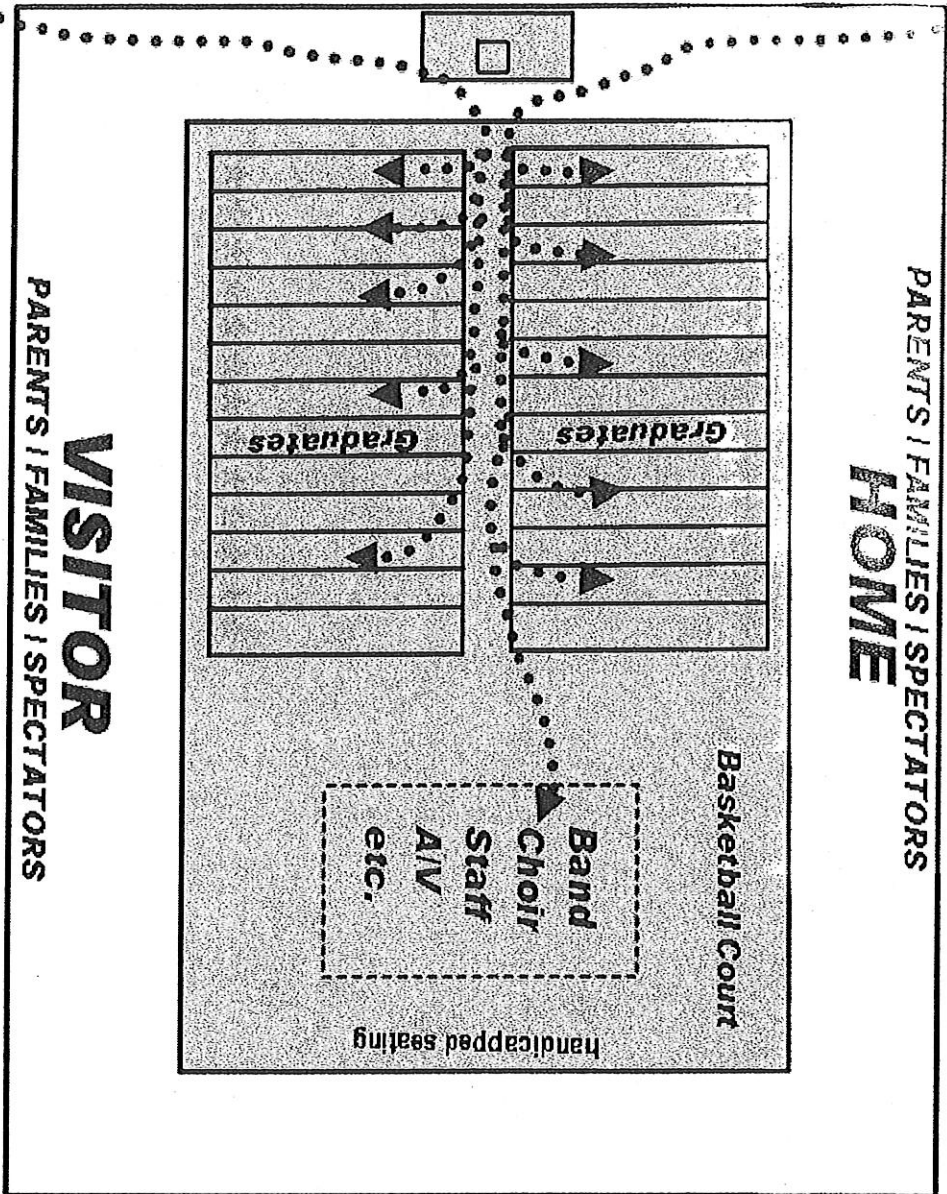 PARENTS / FAMILIES / SPECTATORS
HOME
Basketball Court
Graduates
Graduates
Band
Choir
Staff
A/V
etc.
handicapped seating
VISITOR
PARENTS / FAMILIES / SPECTATORS